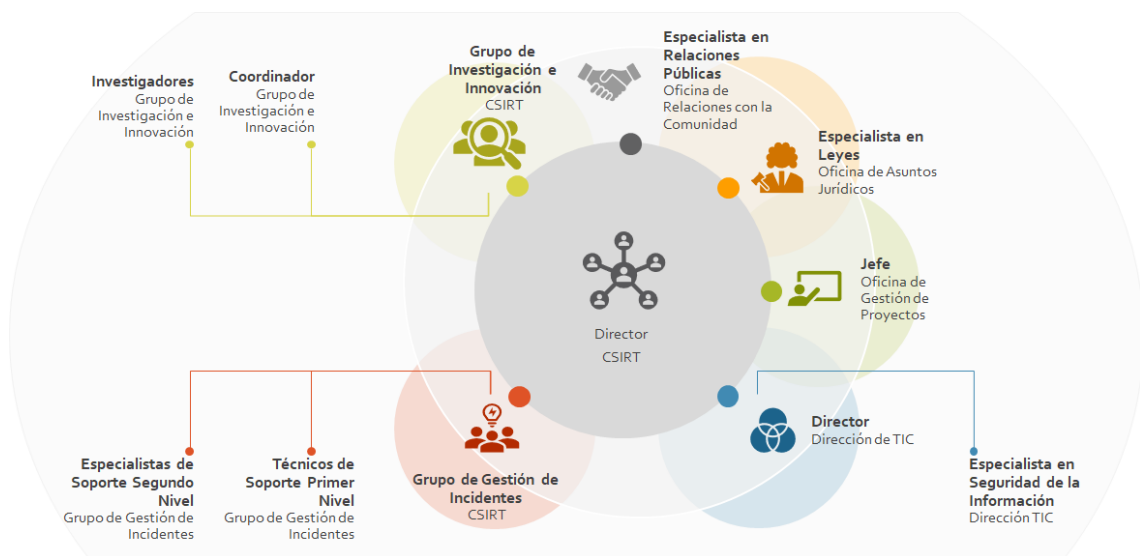 Investigadores
Grupo de
Investigación e
Innovación
Coordinador
Grupo de
Investigación e
Innovación
Grupo de
Investigación e
Innovación
CSIRT
Especialista en
Relaciones
Públicas
Oficina de
Relaciones con la
Comunidad
Especialista en
Leyes
Oficina de Asuntos
Jurídicos
Jefe
Oficina de
Gestión de
Proyectos
Director
CSIRT
Director
Dirección de TIC
Especialista en
Seguridad de la
Información
Dirección TIC
Grupo de Gestión de
Incidentes
CSIRT
Técnicos de
Soporte Primer
Nivel
Grupo de Gestión de
Incidentes
Especialistas de
Soporte Segundo
Nivel
Grupo de Gestión de
Incidentes